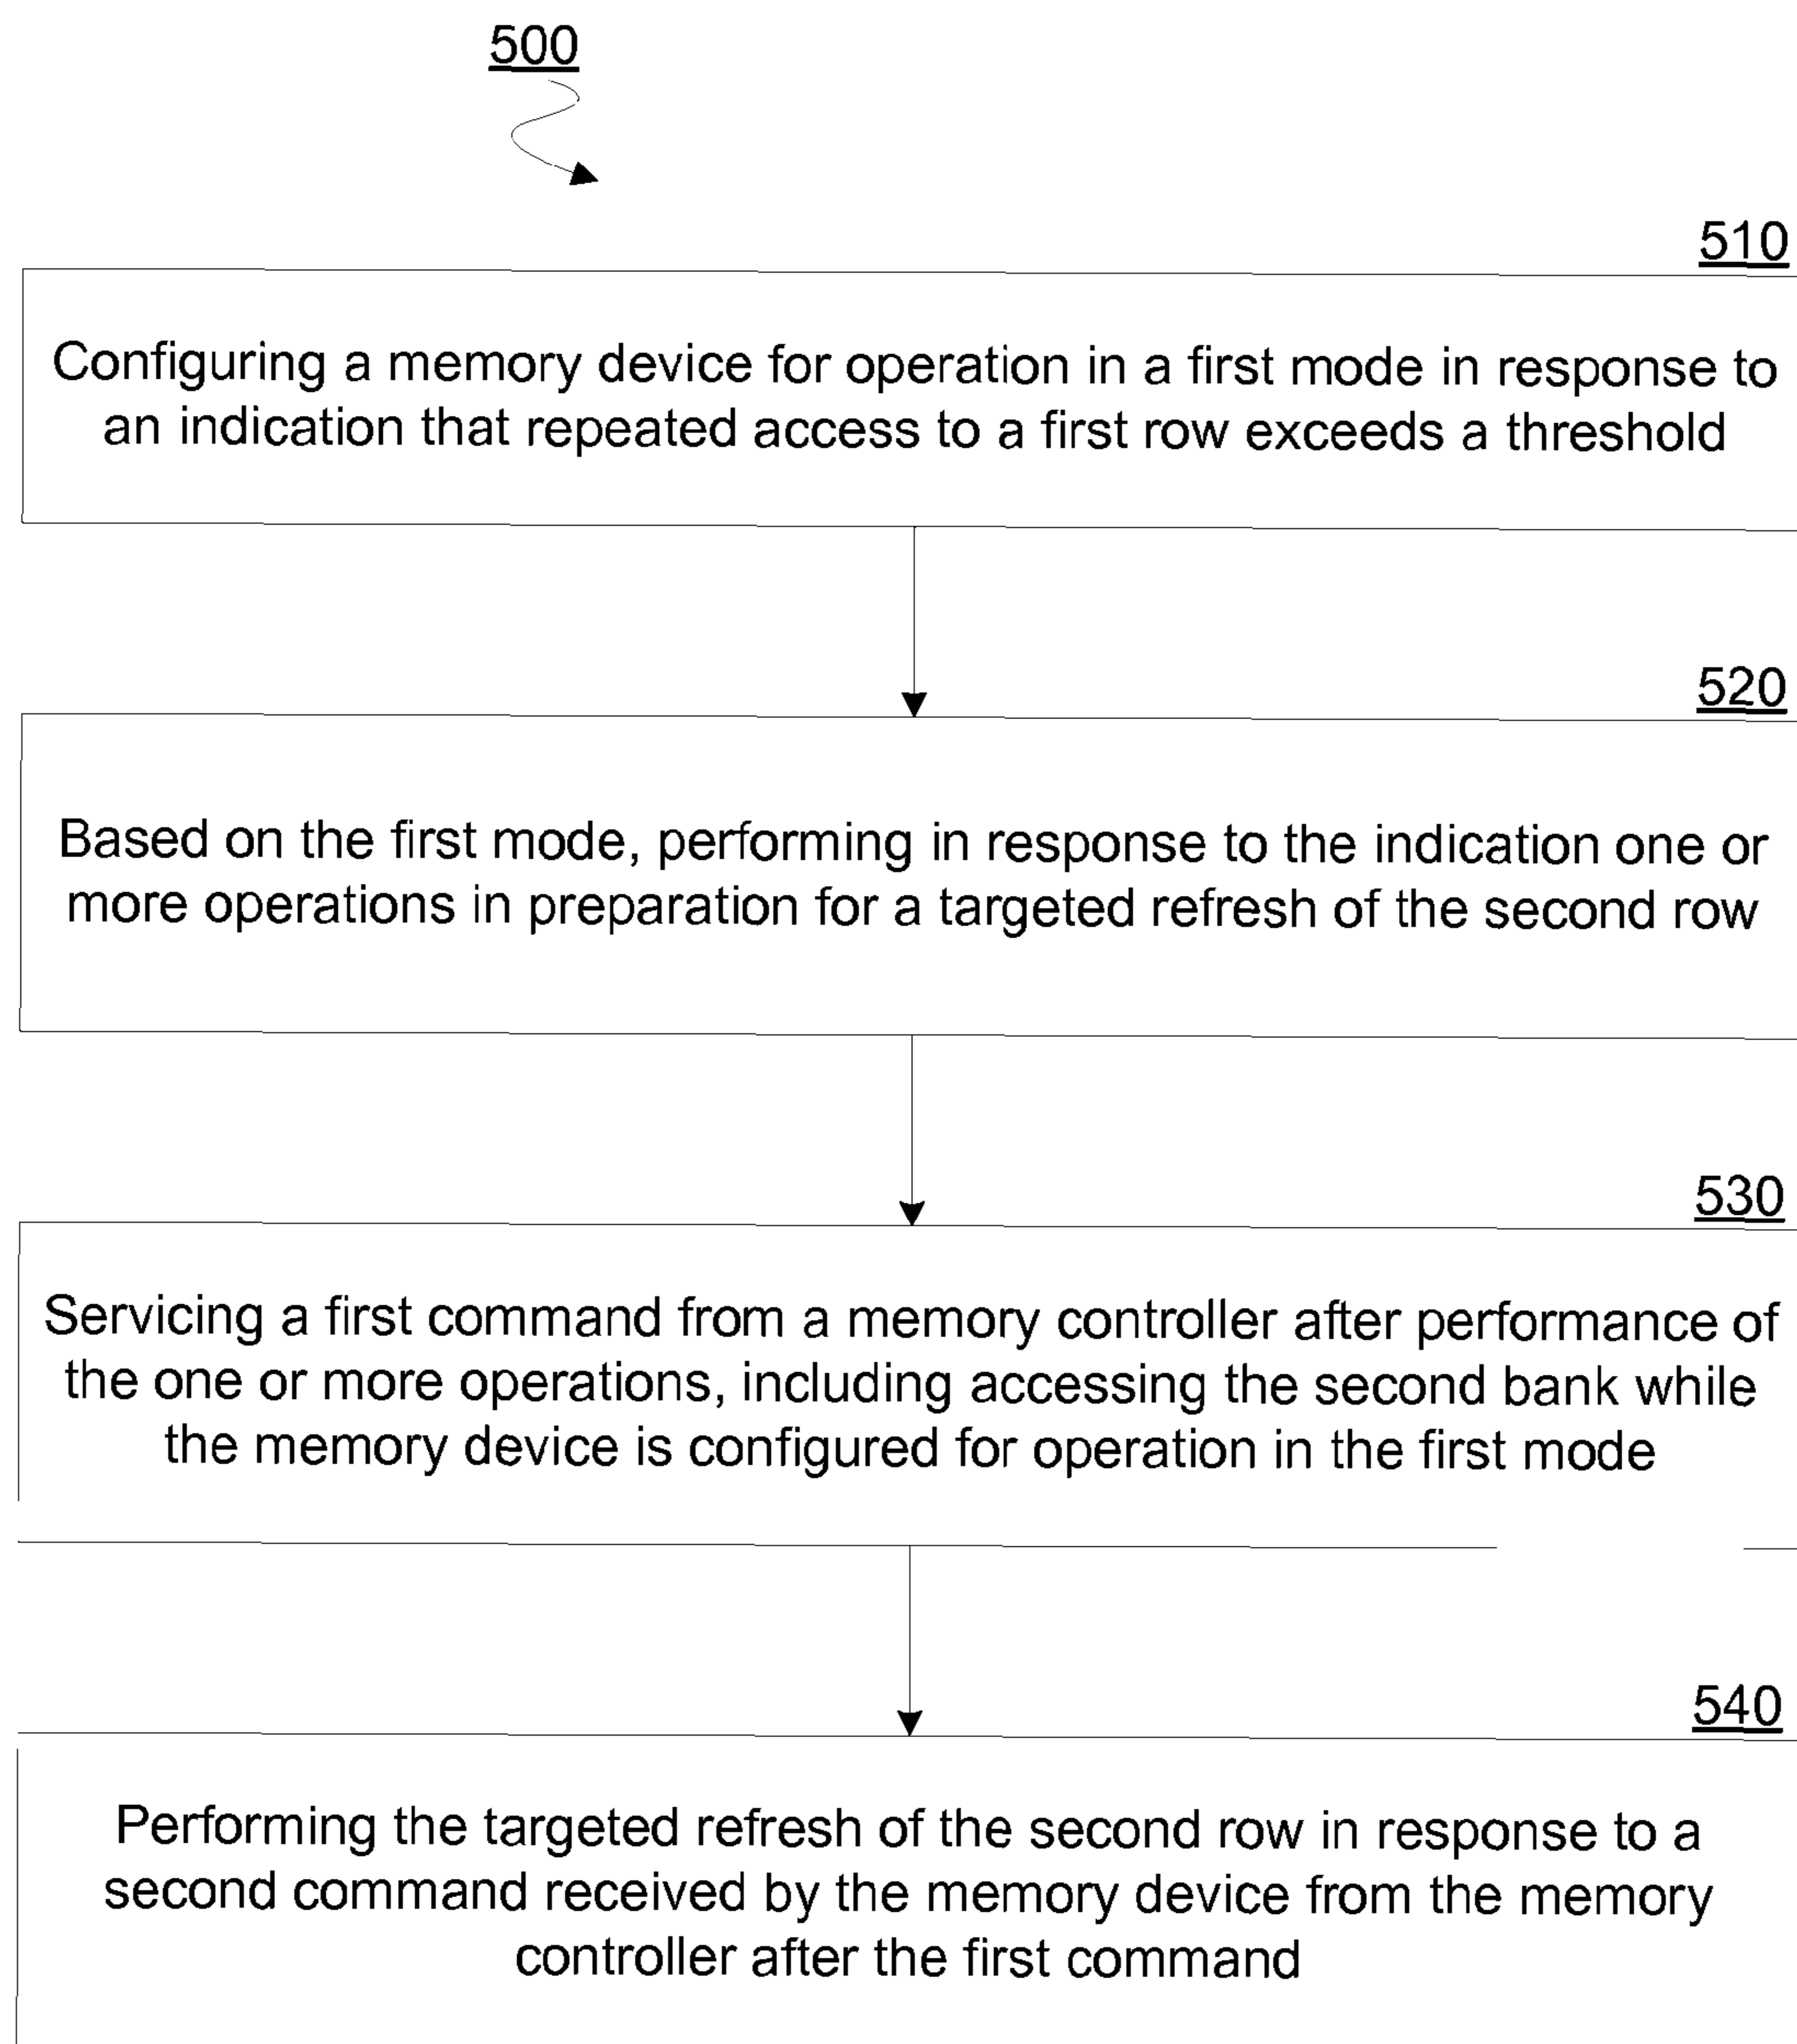 500
510
Configuring a memory device for operation in a first mode in response to
an indication that repeated access to a first row exceeds a threshold
520
Based on the first mode, performing in response to the indication one or
more operations in preparation for a targeted refresh of the second row
530
Servicing a first command from a memory controller after performance of
the one or more operations, including accessing the second bank while
the memory device is configured for operation in the first mode
540
Performing the targeted refresh of the second row in response to a
second command received by the memory device from the memory
controller after the first command